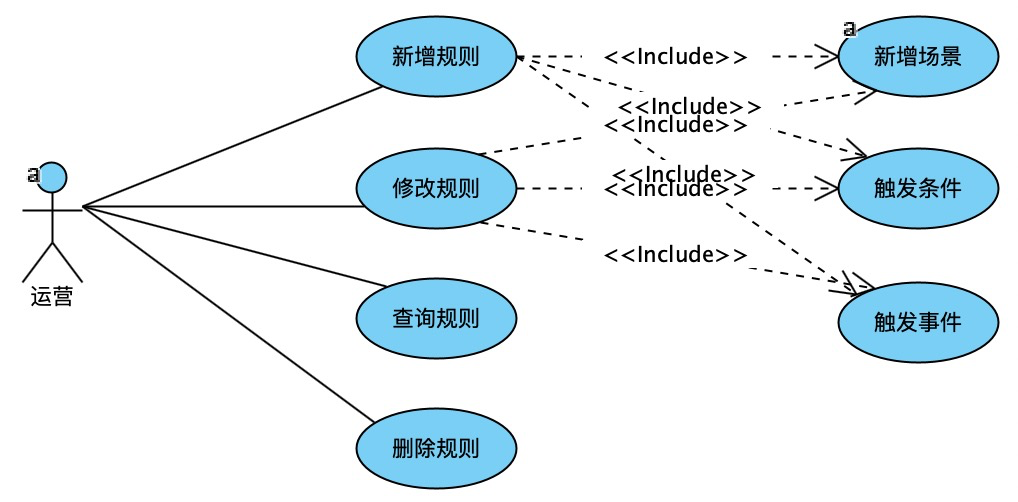 新增规则
<<Include>>
a
新增场景
<<Include>>
<<Include>>
a
运营
修改规则
<<Include>>
<<Include>>
触发条件
<<Include>>
查询规则
触发事件
删除规则